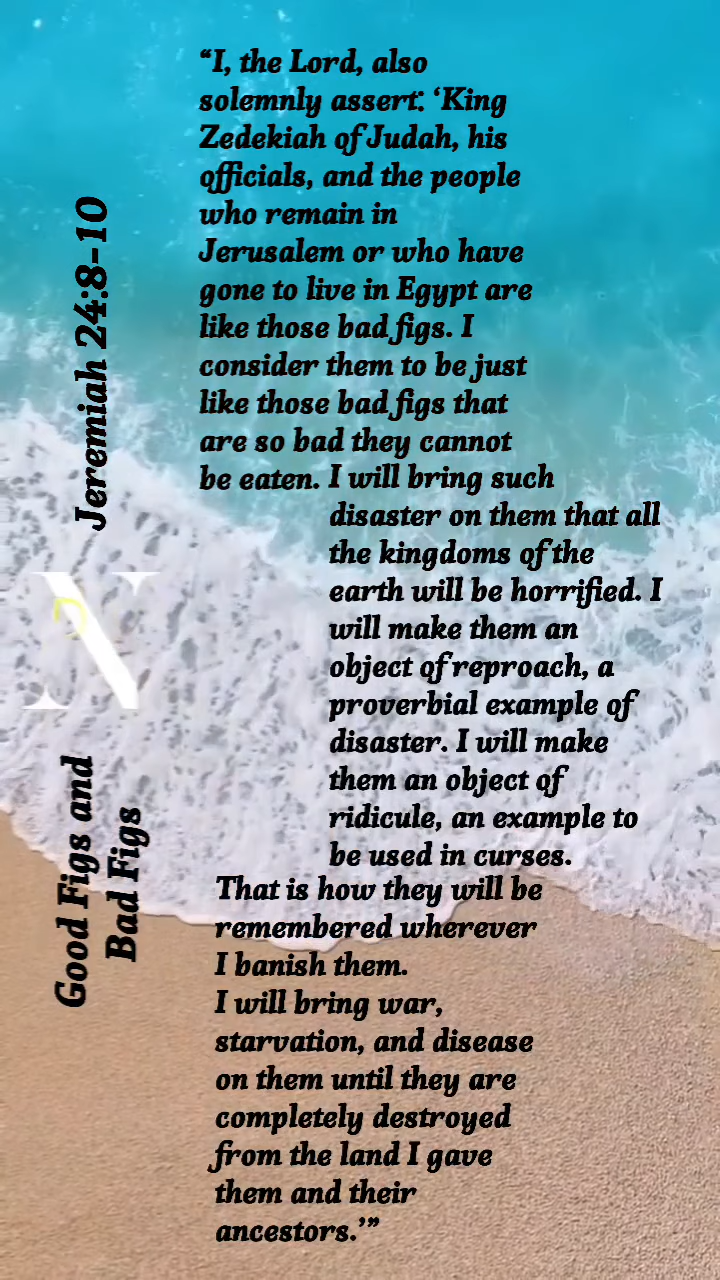 “I, the Lord, also
solemnly assert: ‘King
Zedekiah of Judah, his
officials, and the people
who remain in
Jerusalem or who have
gone to live in Egypt are
like those bad figs. I
consider them to be just
like those bad figs that
are so bad they cannot
be eaten. I will bring such
disaster on them that all
the kingdoms of the
earth will be horrified. I
will make them an
object of reproach, a
proverbial example of
disaster. I will make
them an object of
ridicule, an example to
be used in curses.
That is how they will be
remembered wherever
I banish them.
I will bring war,
starvation, and disease
on them until they are
completely destroyed
from the land I gave
them and their
ancestors.’”
Jeremiah 24:8-10
N
Good Figs and
Bad Figs